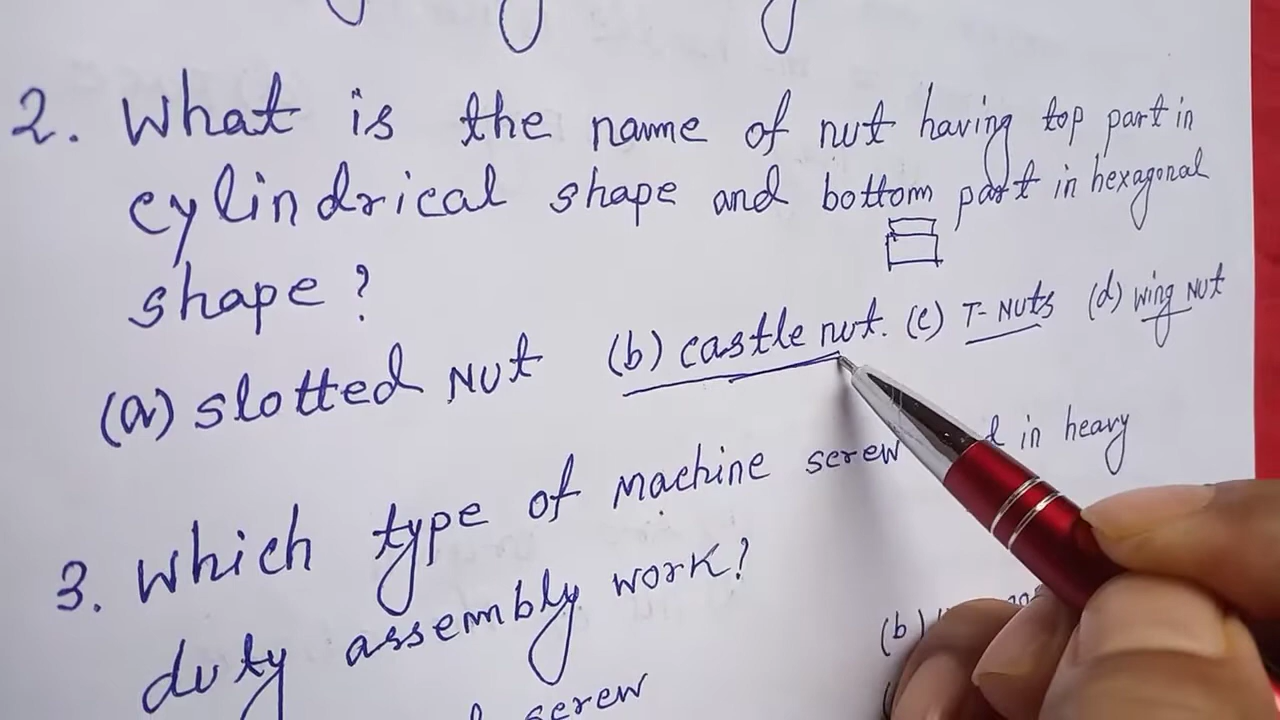 2. What is the name of nut having top part in
cylindrical shape and bottom part in hexagonal
shape?
(a) slotted NUt (b) castle nut. (c) T-NUts (d) wing NUt
3. Which type of machine screw in heavy
duty assembly work?
(b)
screw